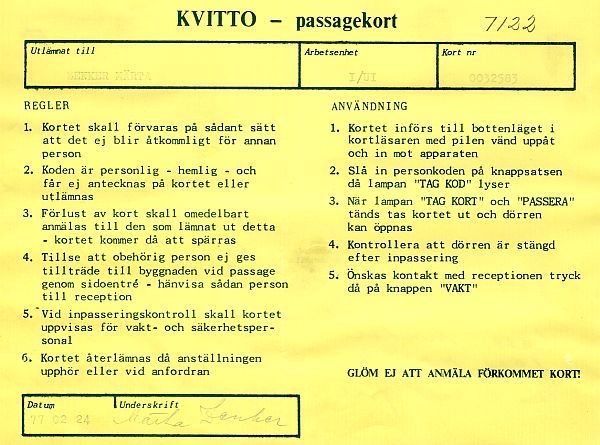 KVITTO - passagekort
7122
Utlämnat till
Arbetsenhet
Kort nr
ZENKER MÄRTA
I/UI
0032583
REGLER
1. Kortet skall förvaras på sådant sätt
att det ej blir åtkommligt för annan
person
2. Koden är personlig - hemlig - och
får ej antecknas på kortet eller
utlämnas
3. Förlust av kort skall omedelbart
anmälas till den som lämnat ut detta
- kortet kommer då att spärras
4. Tillse att obehörig person ej ges
tillträde till byggnaden vid passage
genom sidoentré - hänvisa sådan person
till reception
5. Vid inpasseringskontroll skall kortet
uppvisas för vakt- och säkerhetsper-
sonal
6. Kortet återlämnas då anställningen
upphör eller vid anfordran
ANVÄNDNING
1. Kortet införs till bottenläget i
kortläsaren med pilen vänd uppåt
och in mot apparaten
2. Slå in personkoden på knappsatsen
då lampan "TAG KOD" lyser
3. När lampan "TAG KORT" och "PASSERA"
tänds tas kortet ut och dörren
kan öppnas
4. Kontrollera att dörren är stängd
efter inpassering
5. Önskas kontakt med receptionen tryck
då på knappen "VAKT"
GLÖM EJ ATT ANMÄLA FÖRKOMMET KORT!
Datum
Underskrift
77 02 24
Märta Zenker